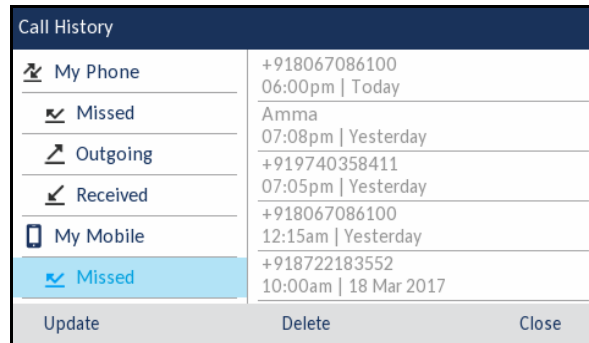 Call History
My Phone
Missed
Outgoing
Received
My Mobile
Missed
+918067086100
06:00pm | Today
Amma
07:08pm | Yesterday
+919740358411
07:05pm | Yesterday
+918067086100
12:15am | Yesterday
+918722183552
10:00am | 18 Mar 2017
Update
Delete
Close